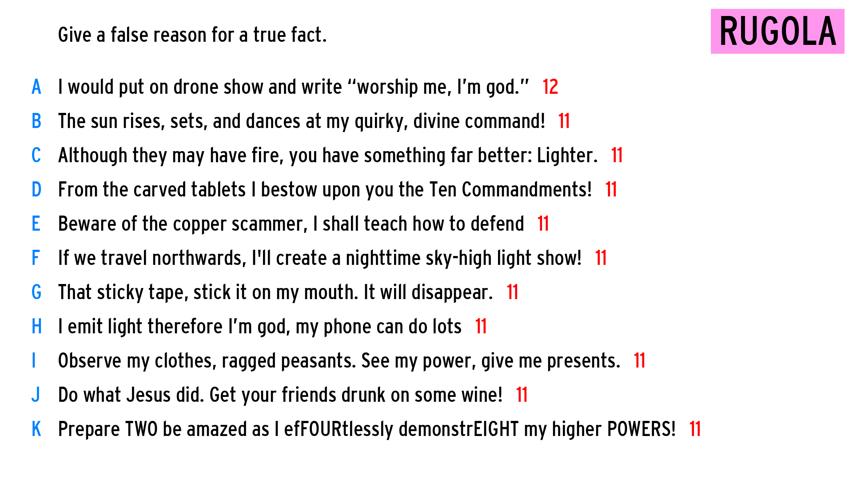 Give a false reason for a true fact.
RUGOLA
A I would put on drone show and write “worship me, I’m god.” 12
B The sun rises, sets, and dances at my quirky, divine command! 11
C Although they may have fire, you have something far better: Lighter. 11
D From the carved tablets I bestow upon you the Ten Commandments! 11
E Beware of the copper scammer, I shall teach how to defend 11
F If we travel northwards, I'll create a nighttime sky-high light show! 11
G That sticky tape, stick it on my mouth. It will disappear. 11
H I emit light therefore I’m god, my phone can do lots 11
I Observe my clothes, ragged peasants. See my power, give me presents. 11
J Do what Jesus did. Get your friends drunk on some wine! 11
K Prepare TWO be amazed as I efFOURtlessly demonstrEIGHT my higher POWERS! 11